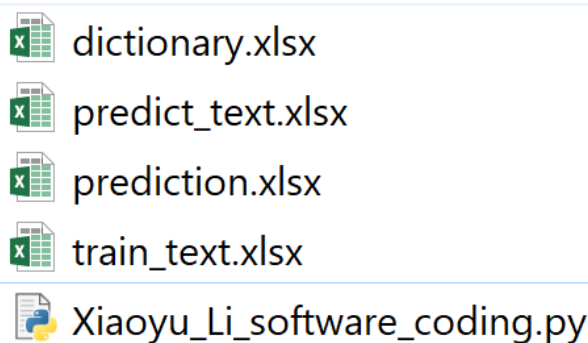 dictionary.xlsx
predict_text.xlsx
prediction.xlsx
train_text.xlsx
Xiaoyu_Li_software_coding.py